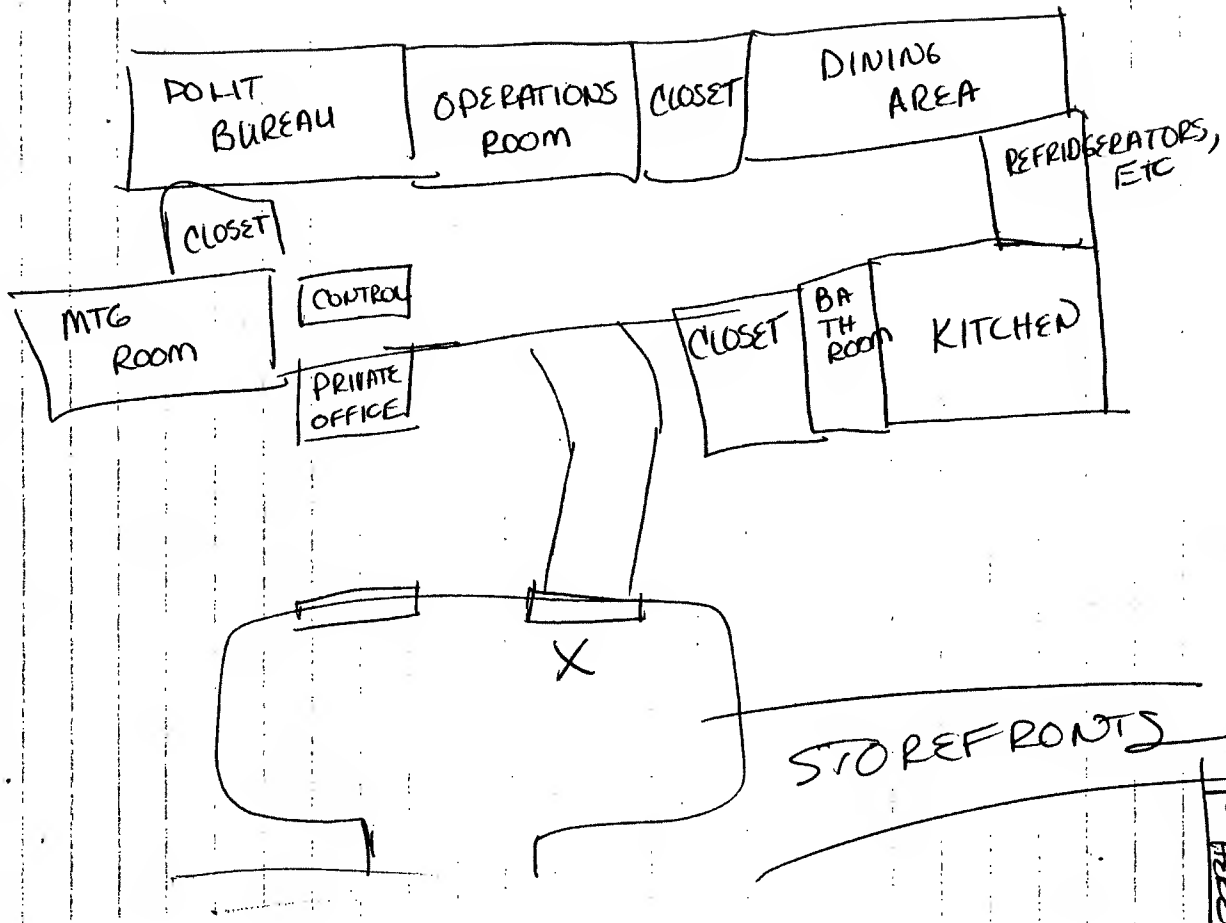 POLIT
BUREAU
OPERATIONS
ROOM
CLOSET
DINING
AREA
REFRIDGERATORS,
ETC
CLOSET
MTG
ROOM
CONTROL
PRIVATE
OFFICE
CLOSET
BA
TH
ROOM
KITCHEN
X
STOREFRONTS